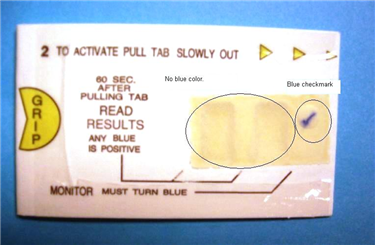 2 TO ACTIVATE PULL TAB SLOWLY OUT
60 SEC.
AFTER
PULLING TAB
READ
RESULTS
ANY BLUE
IS POSITIVE
No blue color.
Blue checkmark
GRIP
MONITOR MUST TURN BLUE